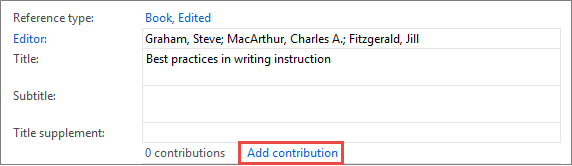 Reference type: Book, Edited
Editor: Graham, Steve; MacArthur, Charles A.; Fitzgerald, Jill
Title: Best practices in writing instruction
Subtitle:
Title supplement:
0 contributions Add contribution